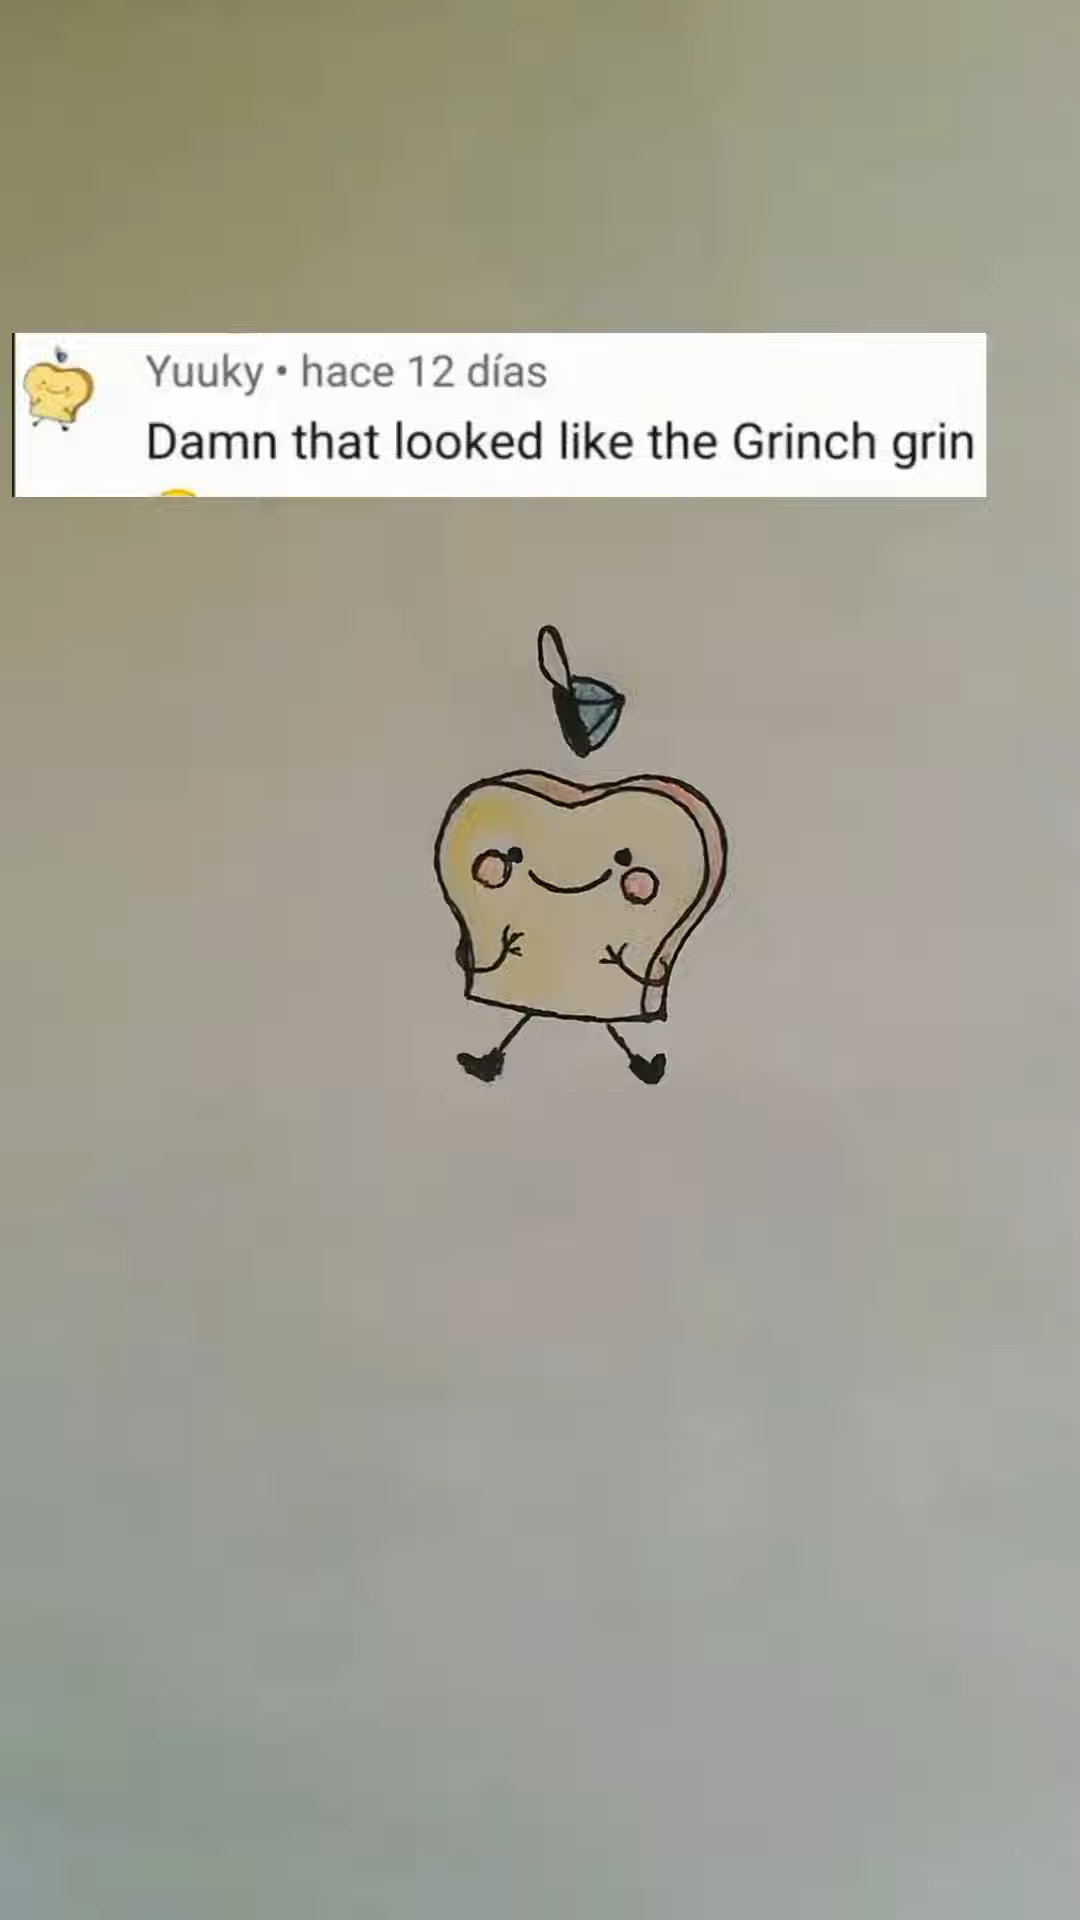 Yuuky • hace 12 días
Damn that looked like the Grinch grin